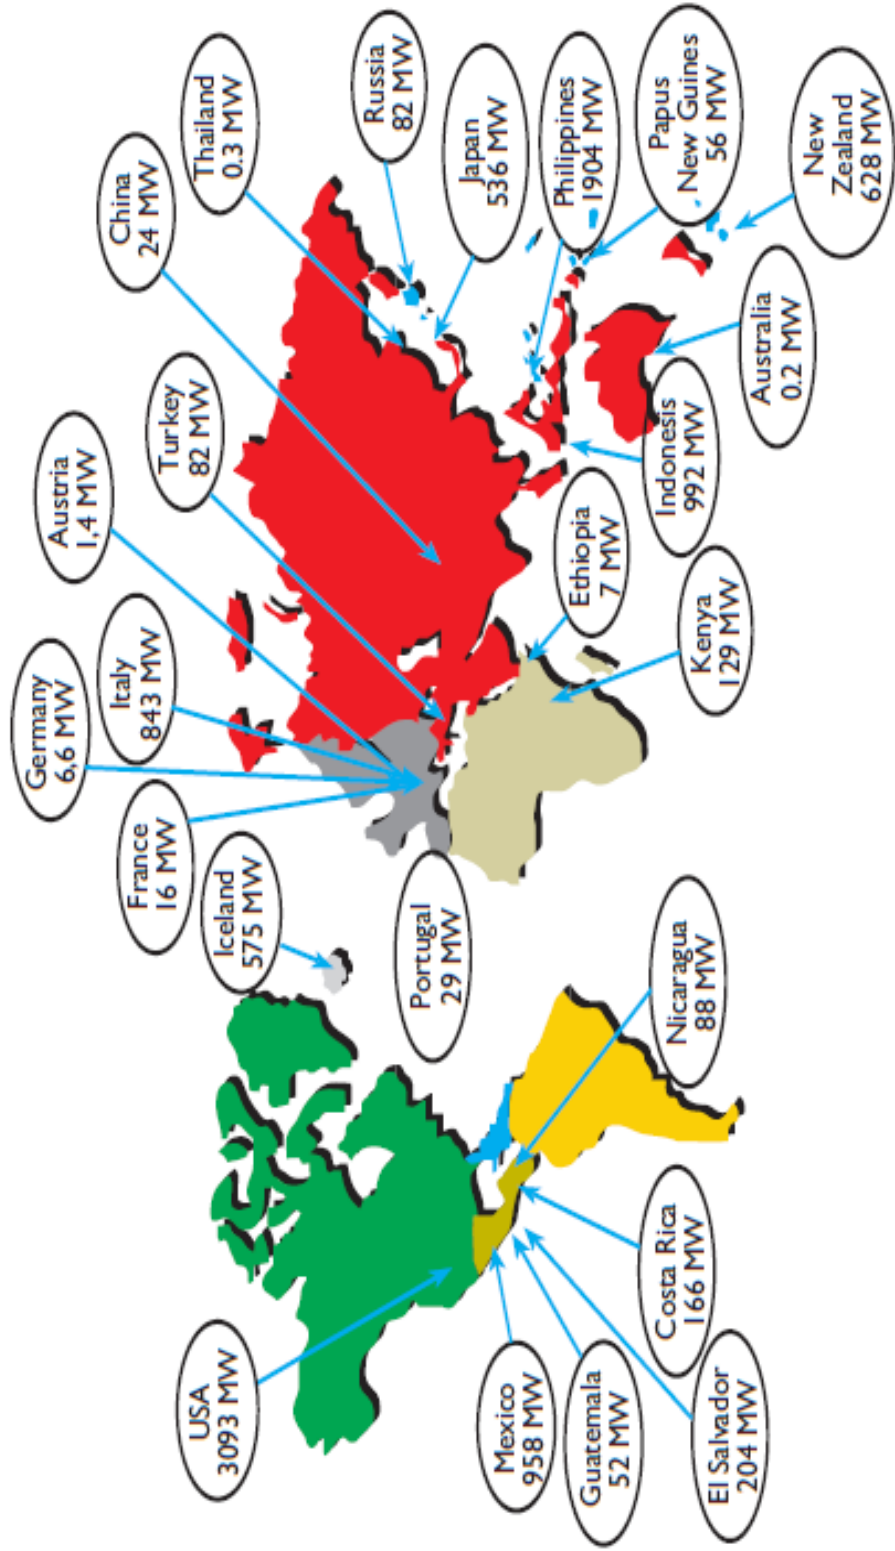 Germany
6,6 MW
Austria
1,4 MW
China
24 MW
Thailand
0.3 MW
France
16 MW
Italy
843 MW
Turkey
82 MW
Russia
82 MW
USA
3093 MW
Iceland
575 MW
Japan
536 MW
Portugal
29 MW
Philippines
1904 MW
Mexico
958 MW
Guatemala
52 MW
Ethiopia
7 MW
Papus
New Guines
56 MW
El Salvador
204 MW
Costa Rica
166 MW
Nicaragua
88 MW
Kenya
129 MW
Indonesis
992 MW
Australia
0.2 MW
New
Zealand
628 MW